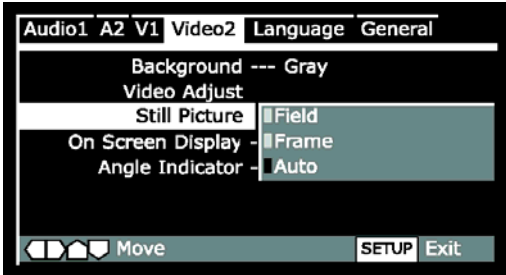 Audio1 A2 V1 Video2 Language General
Background --- Gray
Video Adjust
Still Picture Field
On Screen Display - Frame
Angle Indicator - Auto
Move SETUP Exit